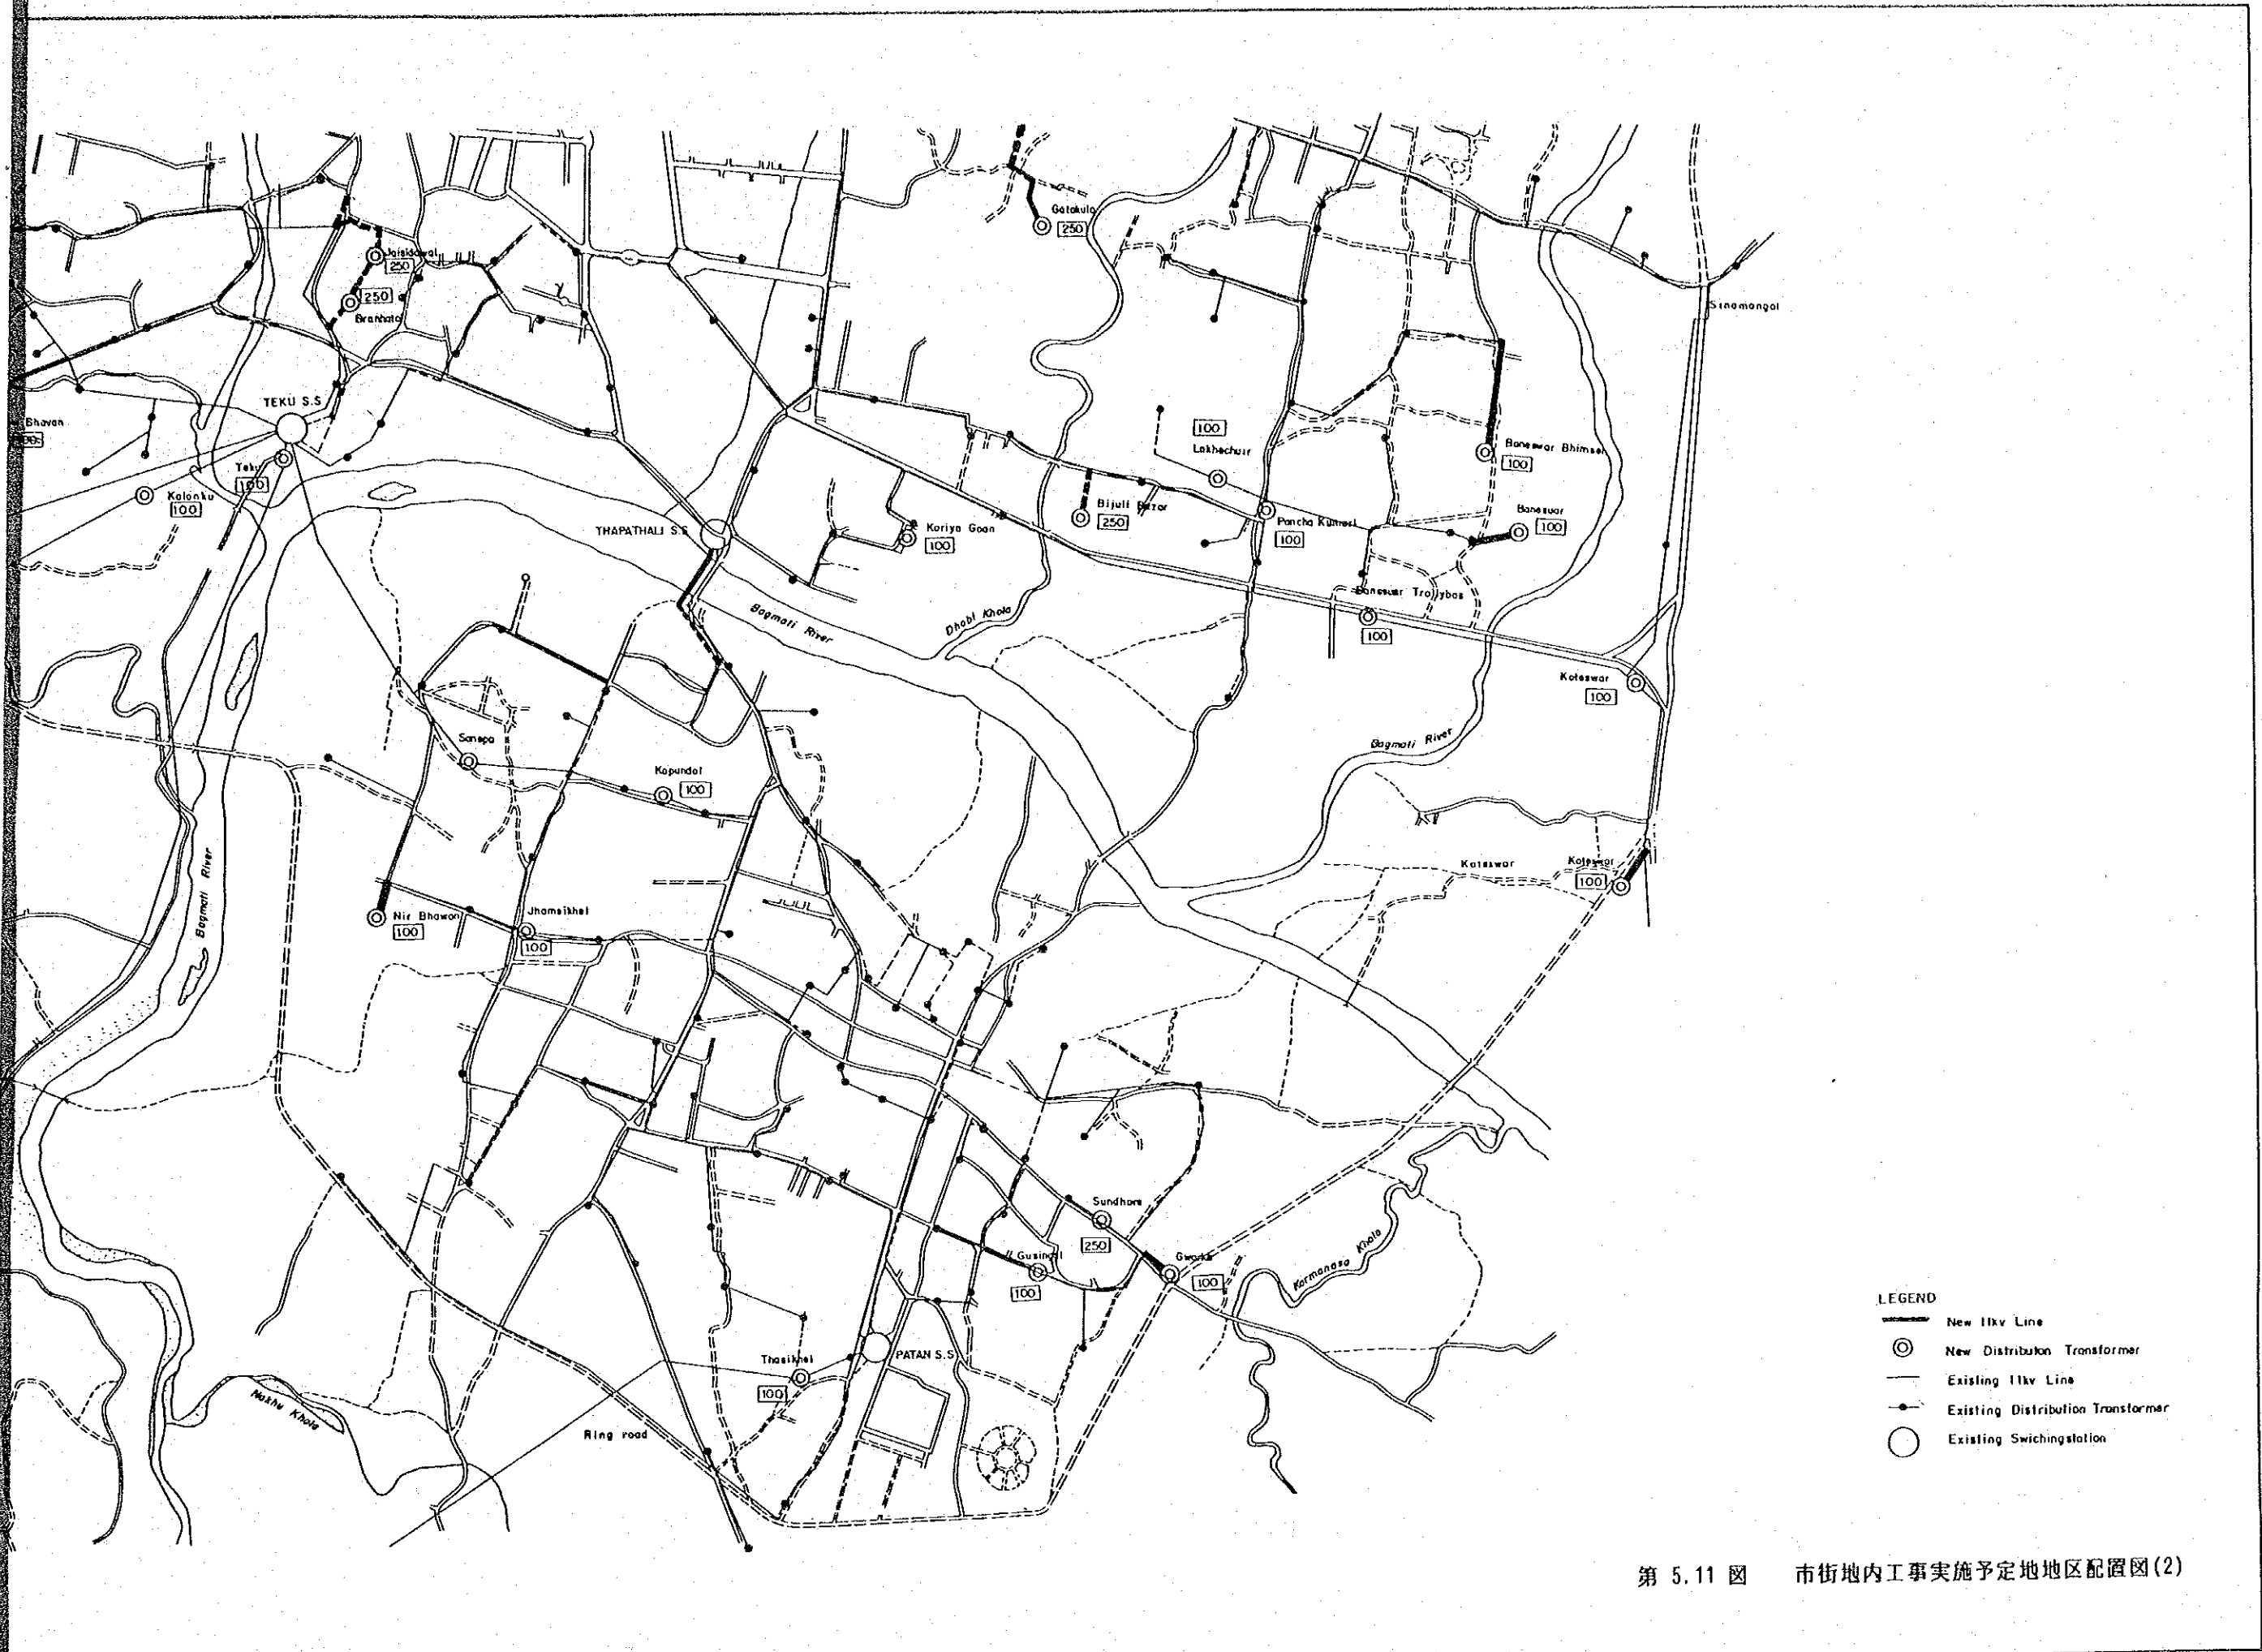 Gatakulo
250
Jaisidewal
250
250
Branhata
Sinamangal
TEKU S.S
Bhavan
100
Lakhechaur
Baneswar Bhimsen
100
Teku
100
Kalanku
100
THAPATHALI S.S
Koriya Gaon
100
Bijuli Bazar
250
Pancha Kumari
100
Baneswar
100
Baneswar Trollybas
100
Bagmati River
Dhobi Khola
Koteswar
100
Bagmati River
Sanepa
Kopundol
100
Bagmati River
Koteswar
Koteswar
100
Nir Bhawan
100
Jhamsikhel
100
Sundhara
250
Gusingal
100
Gwarko
100
Karmanasa Khola
Thasikhel
100
PATAN S.S
Nakhu Khola
Ring road
LEGEND
New 11kv Line
New Distributon Transformer
Existing 11kv Line
Existing Distribution Transformer
Existing Swichingstation
第 5.11 図 市街地内工事実施予定地地区配置図(2)